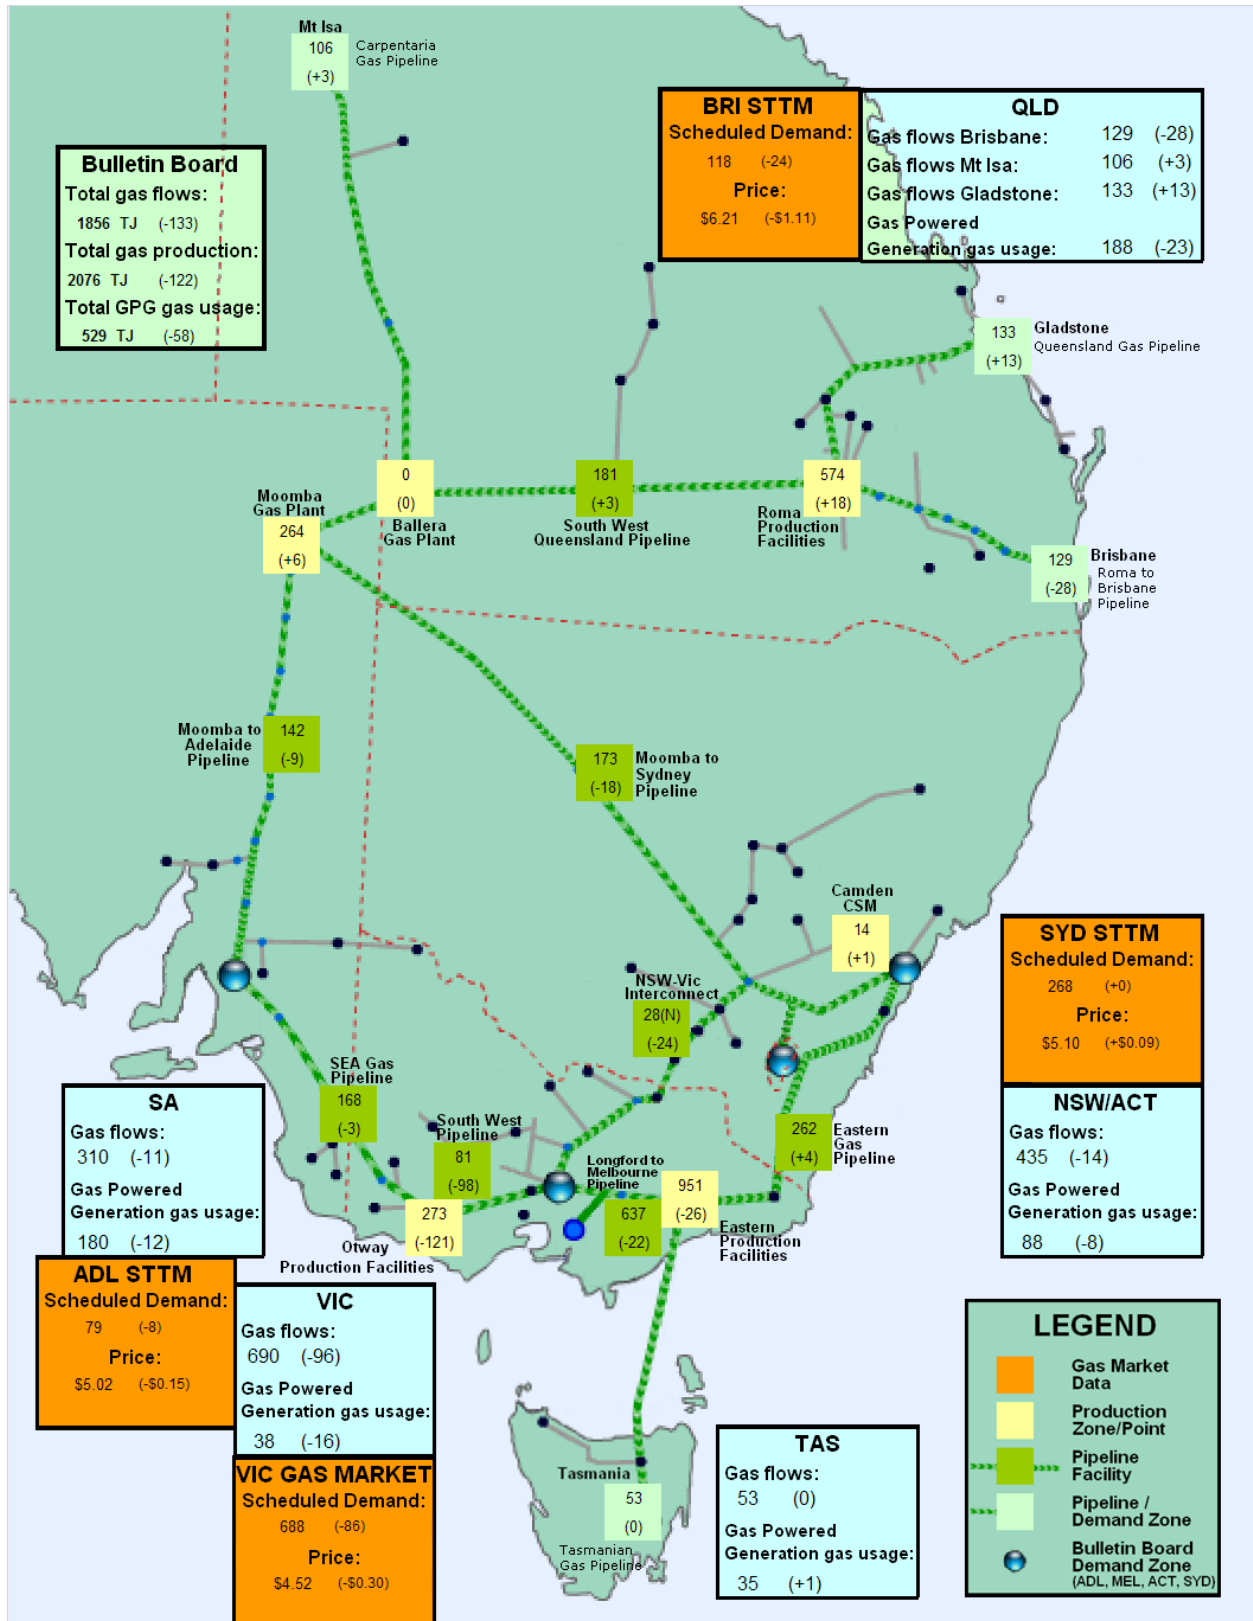 Mt Isa
106
(+3)
Carpentaria
Gas Pipeline
Bulletin Board
Total gas flows:
1856 TJ (-133)
Total gas production:
2076 TJ (-122)
Total GPG gas usage:
529 TJ (-58)
BRI STTM
Scheduled Demand:
118 (-24)
Price:
$6.21 (-$1.11)
QLD
Gas flows Brisbane: 129 (-28)
Gas flows Mt Isa: 106 (+3)
Gas flows Gladstone: 133 (+13)
Gas Powered
Generation gas usage: 188 (-23)
133
(+13)
Gladstone
Queensland Gas Pipeline
Moomba
Gas Plant
264
(+6)
0
(0)
Ballera
Gas Plant
181
(+3)
South West
Queensland Pipeline
574
(+18)
Roma
Production
Facilities
129
(-28)
Brisbane
Roma to
Brisbane
Pipeline
Moomba to
Adelaide
Pipeline
142
(-9)
173
(-18)
Moomba to
Sydney
Pipeline
Camden
CSM
14
(+1)
NSW-Vic
Interconnect
28(N)
(-24)
SYD STTM
Scheduled Demand:
268 (+0)
Price:
$5.10 (+$0.09)
NSW/ACT
Gas flows:
435 (-14)
Gas Powered
Generation gas usage:
88 (-8)
SEA Gas
Pipeline
168
(-3)
South West
Pipeline
81
(-98)
Longford to
Melbourne
Pipeline
262
(+4)
Eastern
Gas
Pipeline
951
(-26)
Eastern
Production
Facilities
637
(-22)
273
(-121)
Otway
Production Facilities
SA
Gas flows:
310 (-11)
Gas Powered
Generation gas usage:
180 (-12)
ADL STTM
Scheduled Demand:
79 (-8)
Price:
$5.02 (-$0.15)
VIC
Gas flows:
690 (-96)
Gas Powered
Generation gas usage:
38 (-16)
VIC GAS MARKET
Scheduled Demand:
688 (-86)
Price:
$4.52 (-$0.30)
Tasmania
53
(0)
Tasmanian
Gas Pipeline
TAS
Gas flows:
53 (0)
Gas Powered
Generation gas usage:
35 (+1)
LEGEND
Gas Market
Data
Production
Zone/Point
Pipeline
Facility
Pipeline /
Demand Zone
Bulletin Board
Demand Zone
(ADL, MEL, ACT, SYD)